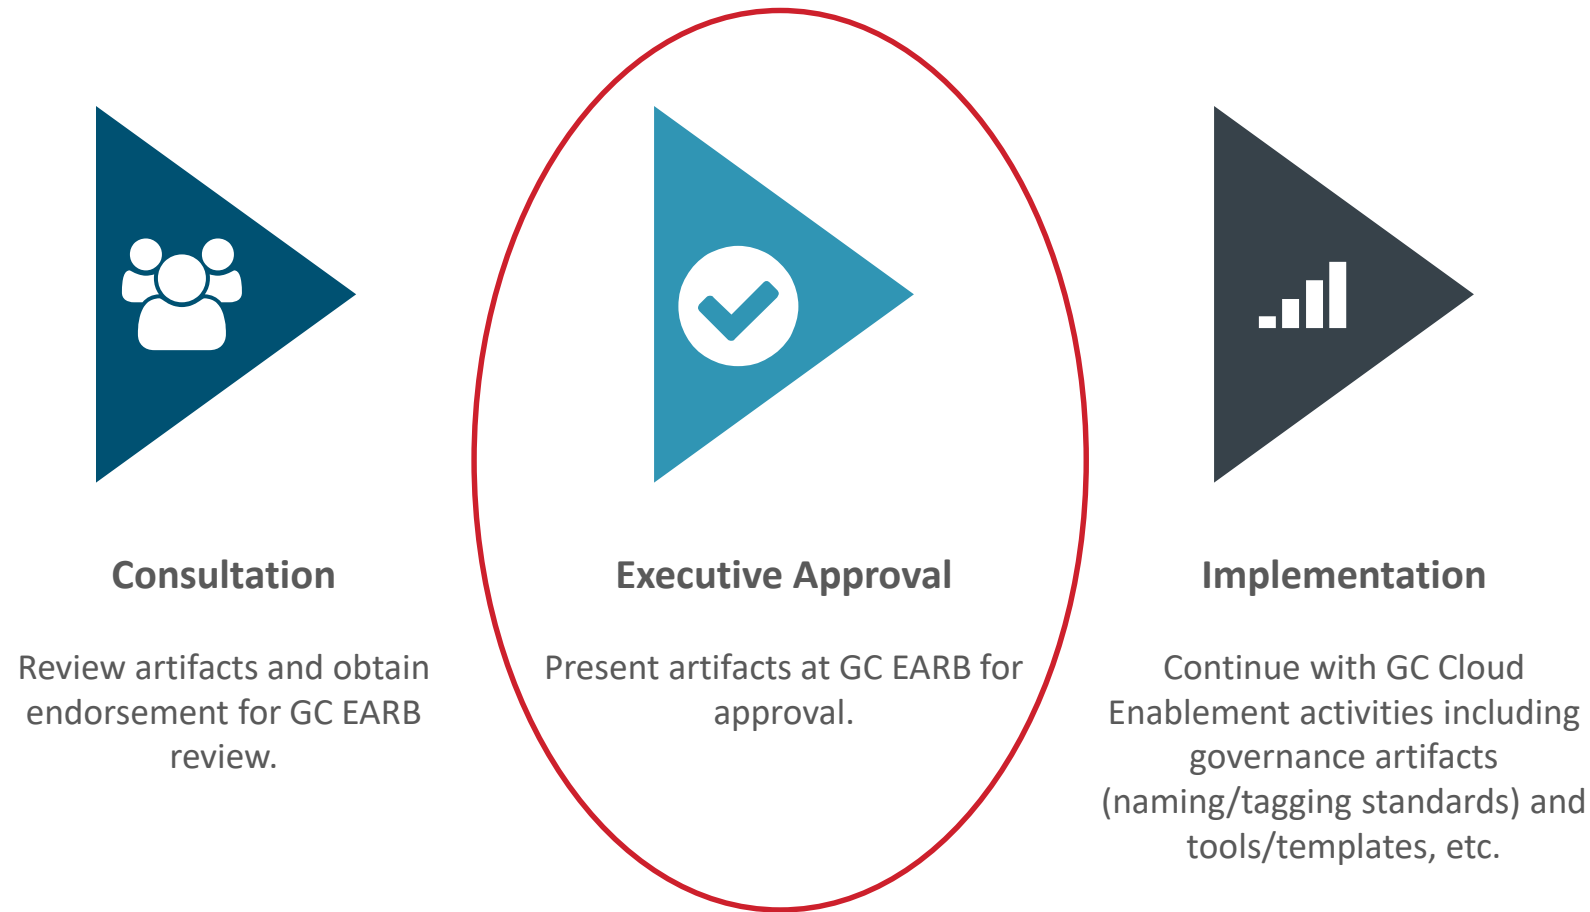 Consultation
Review artifacts and obtain
endorsement for GC EARB
review.
Executive Approval
Present artifacts at GC EARB for
approval.
Implementation
Continue with GC Cloud
Enablement activities including
governance artifacts
(naming/tagging standards) and
tools/templates, etc.